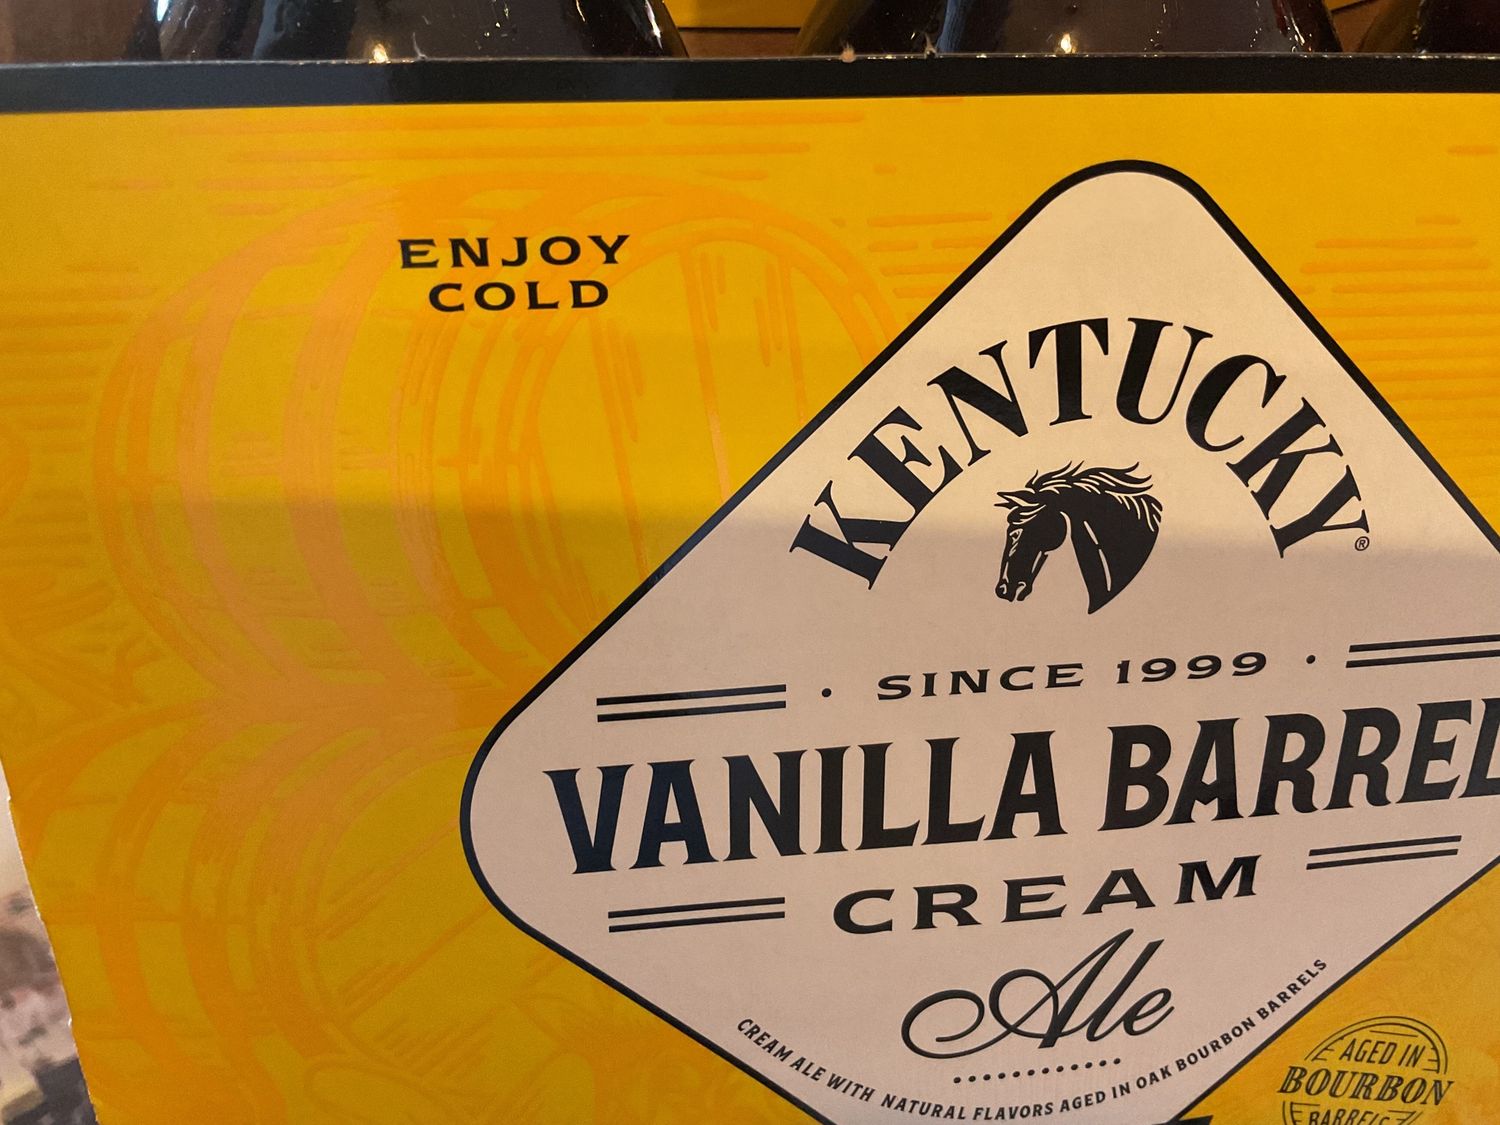 ENJOY
COLD
KENTUCKY®
· SINCE 1999 ·
VANILLA BARREL
CREAM
Ale
CREAM ALE WITH NATURAL FLAVORS AGED IN OAK BOURBON BARRELS
AGED IN
BOURBON
BARRELS